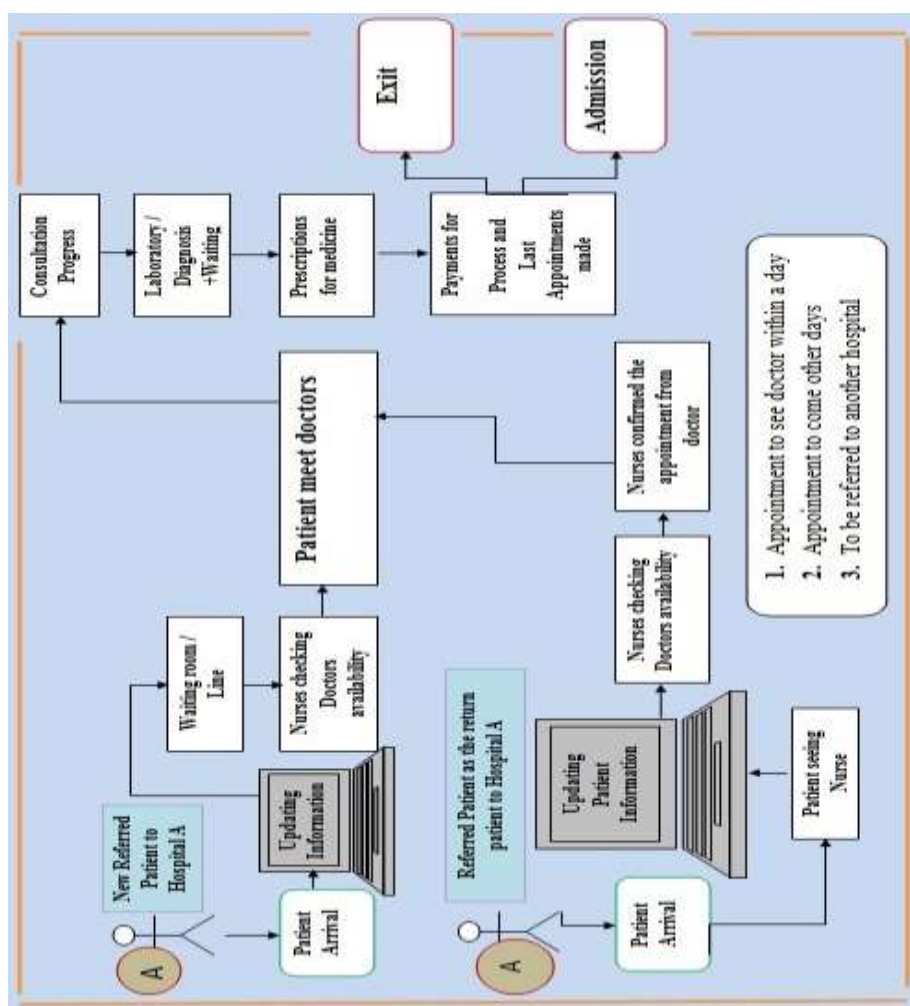 A
New Referred
Patient to
Hospital A
Patient
Arrival
Updating
Information
Waiting room /
Line
Nurses checking
Doctors
availability
Patient meet doctors
Consultation
Progress
Laboratory /
Diagnosis
+Waiting
Prescriptions
for medicine
Payments for
Process and
Last
Appointments
made
Exit
Admission
A
Referred Patient as the return
patient to Hospital A
Patient
Arrival
Patient seeing
Nurse
Updating
Patient
Information
Nurses checking
Doctors availability
Nurses confirmed the
appointment from
doctor
1. Appointment to see doctor within a day
2. Appointment to come other days
3. To be referred to another hospital